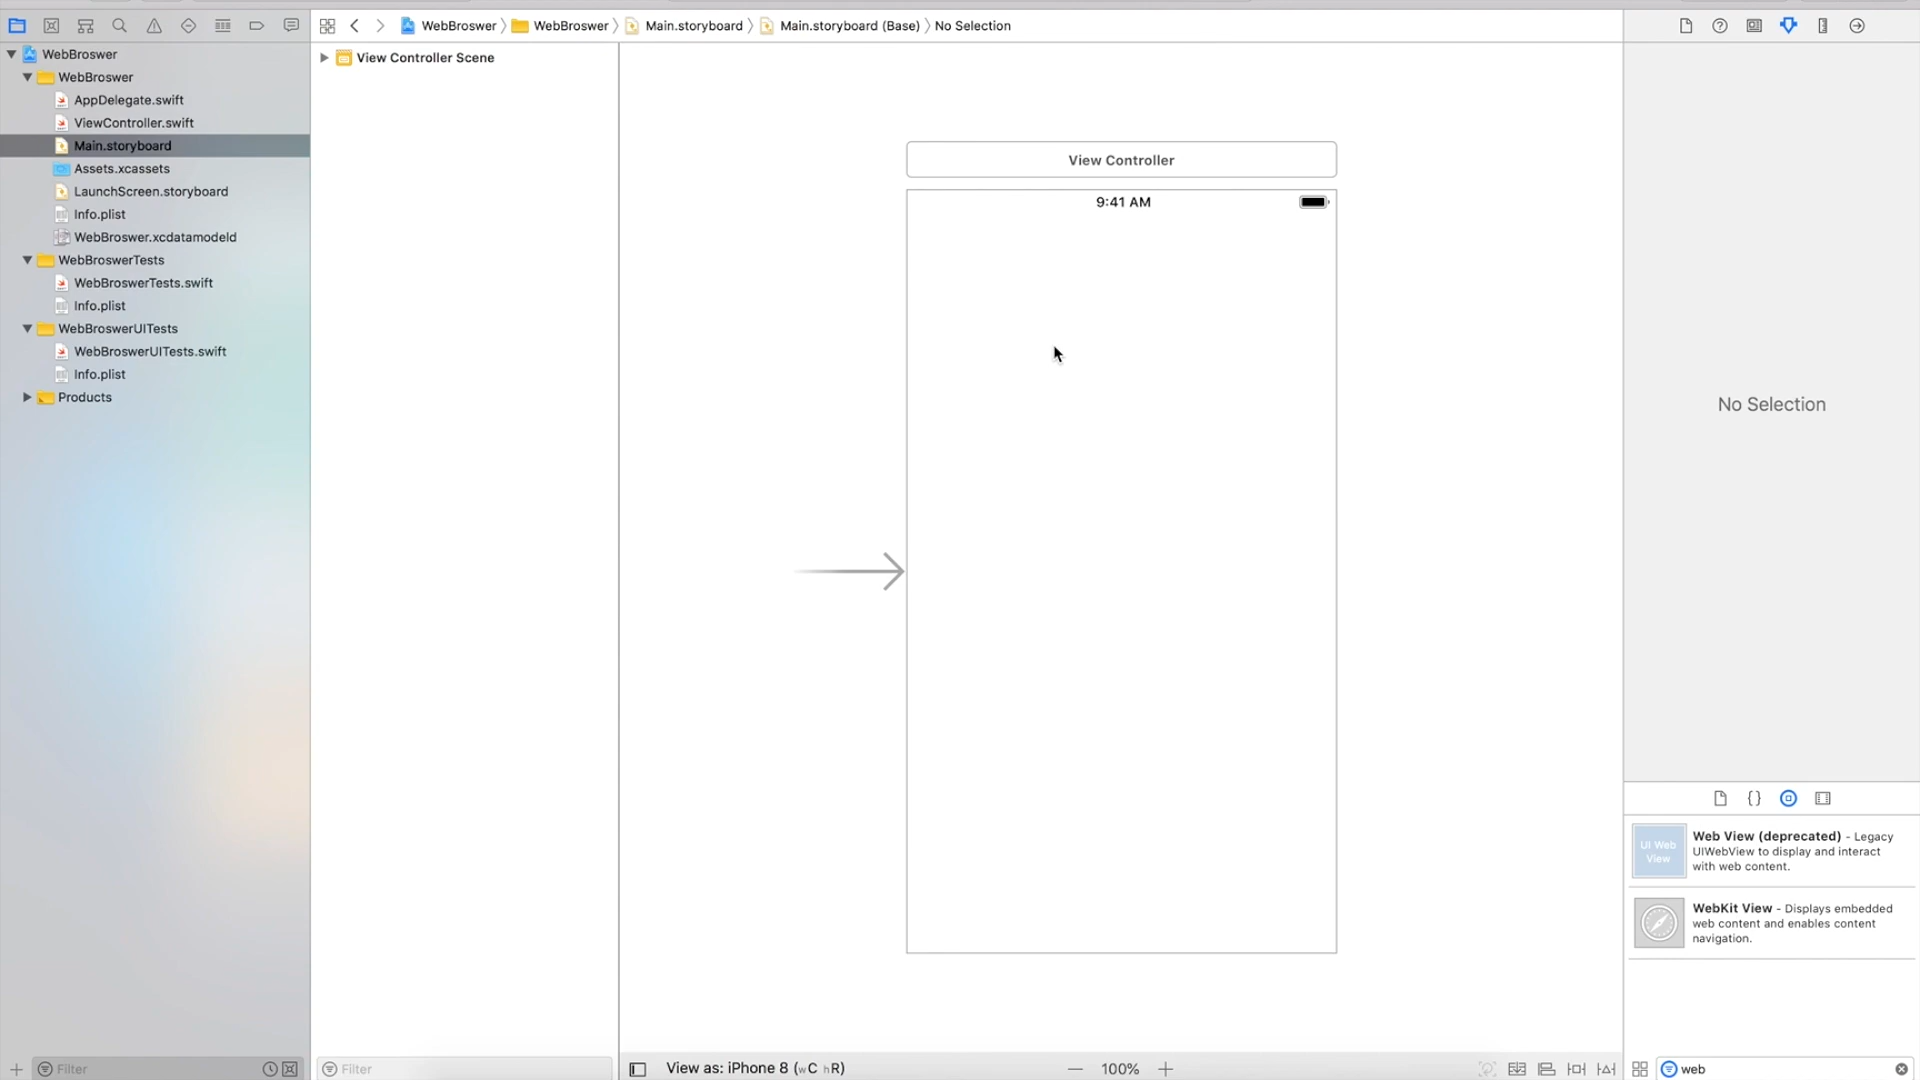 WebBroswer > WebBroswer > Main.storyboard > Main.storyboard (Base) > No Selection
WebBroswer
WebBroswer
AppDelegate.swift
ViewController.swift
Main.storyboard
Assets.xcassets
LaunchScreen.storyboard
Info.plist
WebBroswer.xcdatamodeld
WebBroswerTests
WebBroswerTests.swift
Info.plist
WebBroswerUITests
WebBroswerUITests.swift
Info.plist
Products
Filter
View Controller Scene
Filter
View Controller
9:41 AM
View as: iPhone 8 (wC hR)
100%
No Selection
UI Web
View
Web View (deprecated) - Legacy
UIWebView to display and interact
with web content.
WebKit View - Displays embedded
web content and enables content
navigation.
web